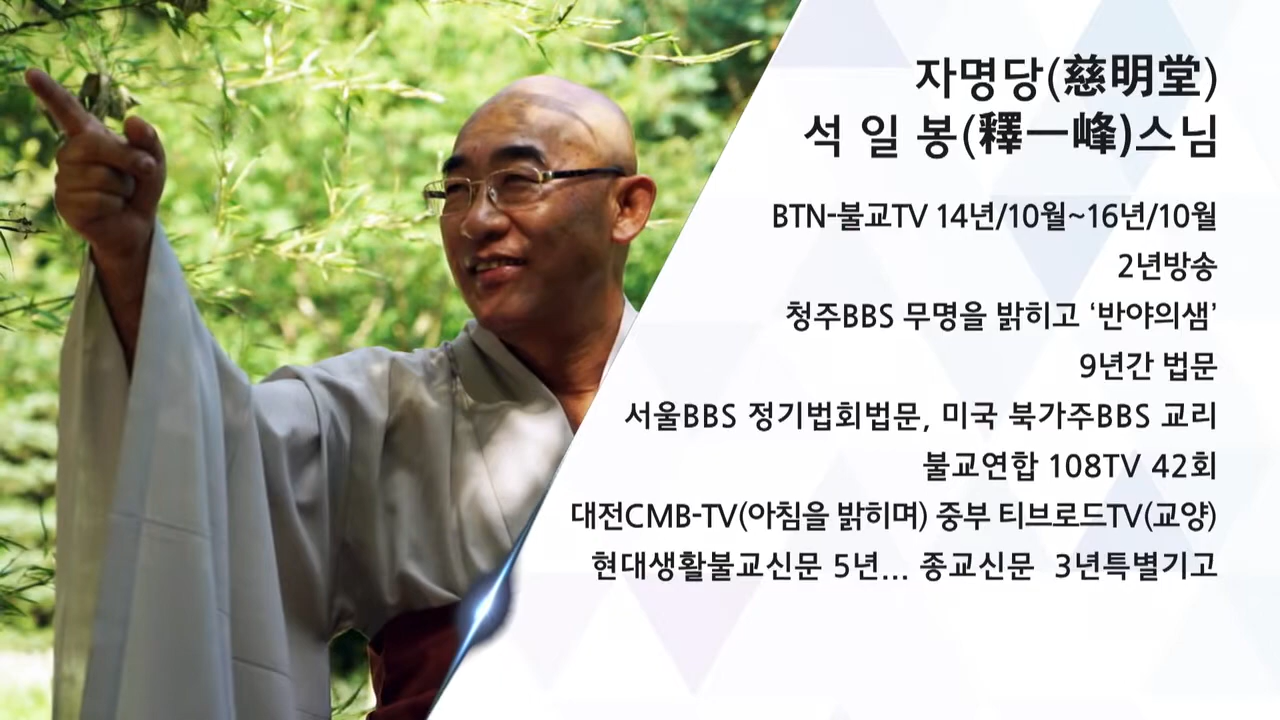 자명당(慈明堂)
석 일 봉(釋一峰)스님
BTN-불교TV 14년/10월~16년/10월
2년방송
청주BBS 무명을 밝히고 ‘반야의샘’
9년간 법문
서울BBS 정기법회법문, 미국 북가주BBS 교리
불교연합 108TV 42회
대전CMB-TV(아침을 밝히며) 중부 티브로드TV(교양)
현대생활불교신문 5년... 종교신문 3년특별기고